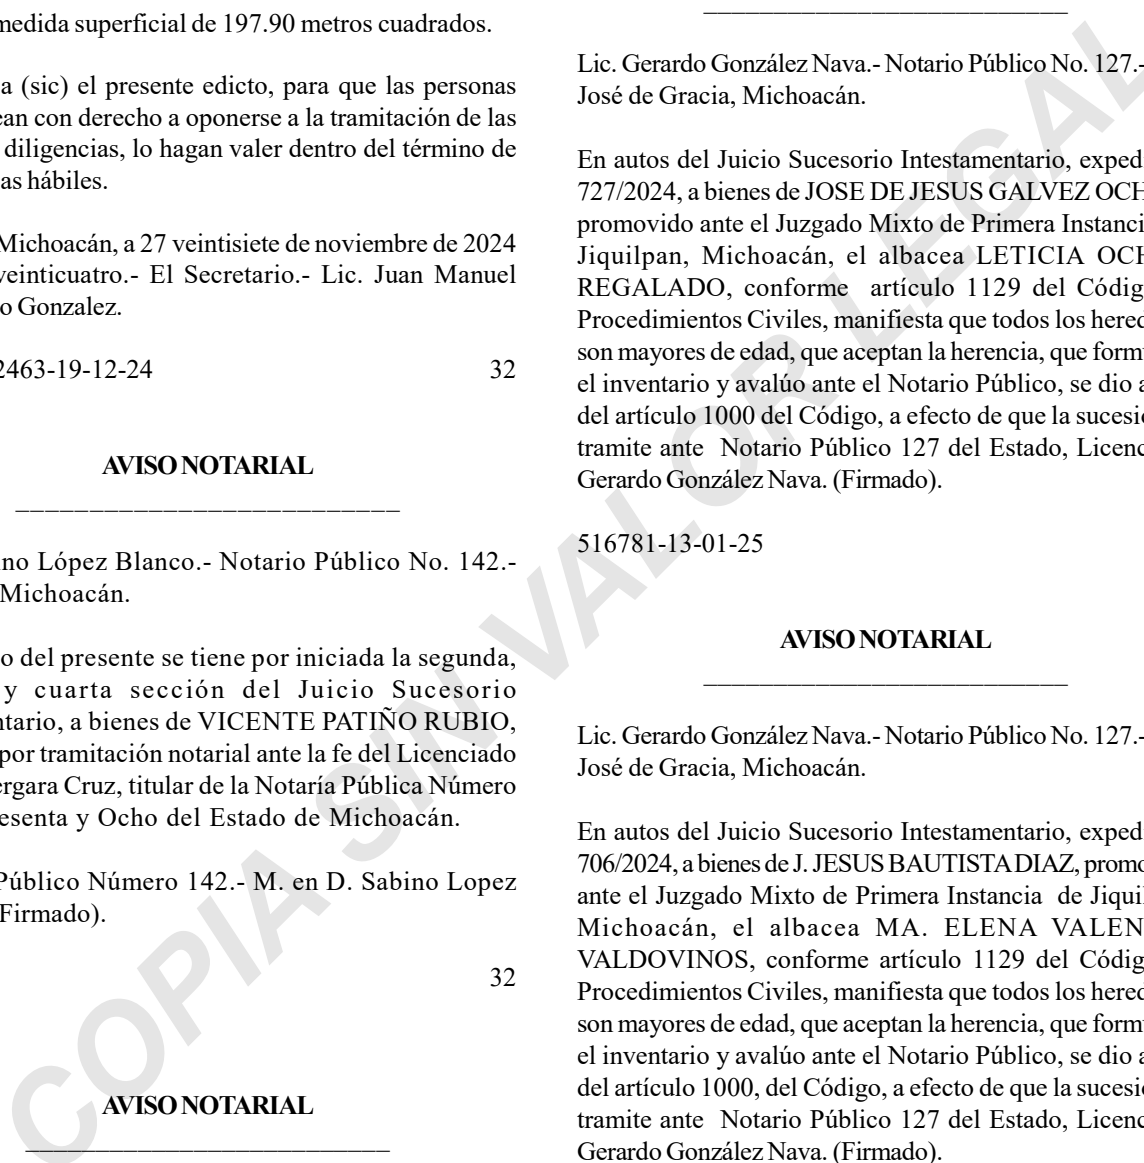 medida superficial de 197.90 metros cuadrados.
a (sic) el presente edicto, para que las personas
ean con derecho a oponerse a la tramitación de las
diligencias, lo hagan valer dentro del término de
as hábiles.
Michoacán, a 27 veintisiete de noviembre de 2024
veinticuatro.- El Secretario.- Lic. Juan Manuel
o Gonzalez.
2463-19-12-24 32
AVISO NOTARIAL
ino López Blanco.- Notario Público No. 142.-
Michoacán.
o del presente se tiene por iniciada la segunda,
y cuarta sección del Juicio Sucesorio
ntario, a bienes de VICENTE PATIÑO RUBIO,
por tramitación notarial ante la fe del Licenciado
ergara Cruz, titular de la Notaría Pública Número
esenta y Ocho del Estado de Michoacán.
Público Número 142.- M. en D. Sabino Lopez
Firmado).
32
AVISO NOTARIAL
Lic. Gerardo González Nava.- Notario Público No. 127.-
José de Gracia, Michoacán.
En autos del Juicio Sucesorio Intestamentario, exped
727/2024, a bienes de JOSE DE JESUS GALVEZ OCH
promovido ante el Juzgado Mixto de Primera Instanci
Jiquilpan, Michoacán, el albacea LETICIA OCH
REGALADO, conforme artículo 1129 del Códig
Procedimientos Civiles, manifiesta que todos los hered
son mayores de edad, que aceptan la herencia, que form
el inventario y avalúo ante el Notario Público, se dio a
del artículo 1000 del Código, a efecto de que la sucesi
tramite ante Notario Público 127 del Estado, Licenc
Gerardo González Nava. (Firmado).
516781-13-01-25
AVISO NOTARIAL
Lic. Gerardo González Nava.- Notario Público No. 127.-
José de Gracia, Michoacán.
En autos del Juicio Sucesorio Intestamentario, exped
706/2024, a bienes de J. JESUS BAUTISTA DIAZ, promo
ante el Juzgado Mixto de Primera Instancia de Jiquil
Michoacán, el albacea MA. ELENA VALEN
VALDOVINOS, conforme artículo 1129 del Códig
Procedimientos Civiles, manifiesta que todos los hered
son mayores de edad, que aceptan la herencia, que form
el inventario y avalúo ante el Notario Público, se dio a
del artículo 1000, del Código, a efecto de que la sucesi
tramite ante Notario Público 127 del Estado, Licenc
Gerardo González Nava. (Firmado).
COPIA SIN VALOR LEGAL